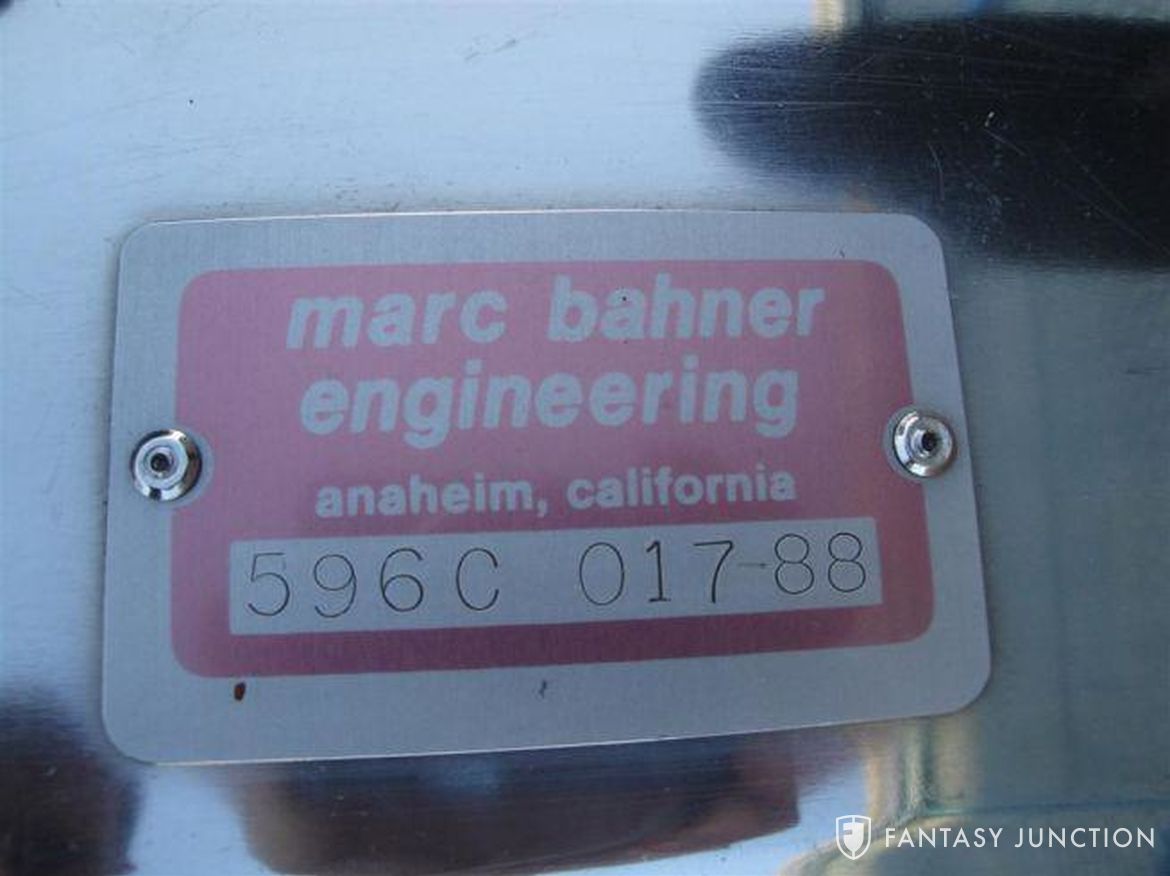 marc bahner
engineering
anaheim, california
596C 017-88
FANTASY JUNCTION